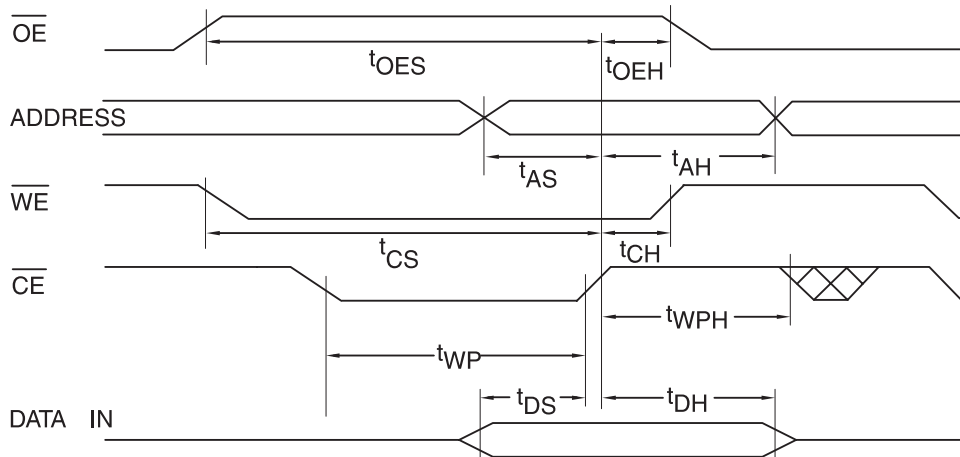 OE
tOES
tOEH
ADDRESS
tAS
tAH
WE
tCS
tCH
CE
tWPH
tWP
tDS
tDH
DATA IN